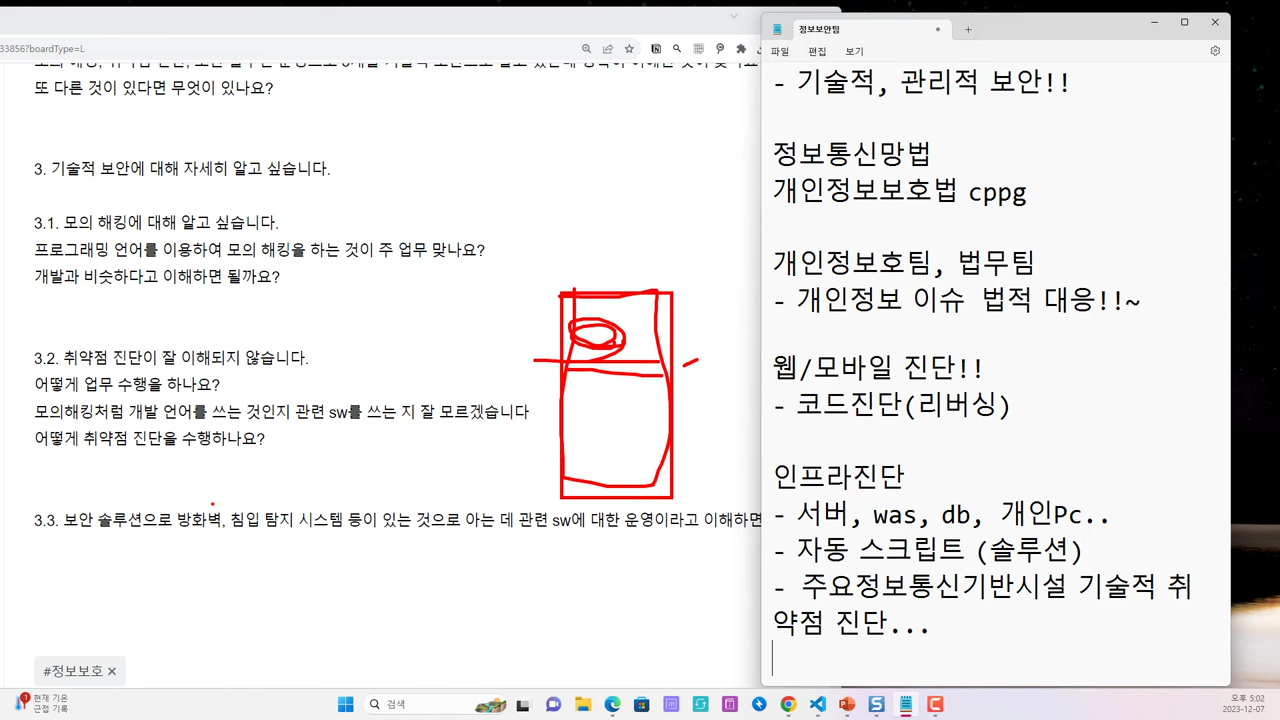 33856?boardType=L
또 다른 것이 있다면 무엇이 있나요?
3. 기술적 보안에 대해 자세히 알고 싶습니다.
3.1. 모의 해킹에 대해 알고 싶습니다.
프로그래밍 언어를 이용하여 모의 해킹을 하는 것이 주 업무 맞나요?
개발과 비슷하다고 이해하면 될까요?
3.2. 취약점 진단이 잘 이해되지 않습니다.
어떻게 업무 수행을 하나요?
모의해킹처럼 개발 언어를 쓰는 것인지 관련 sw를 쓰는 지 잘 모르겠습니다
어떻게 취약점 진단을 수행하나요?
3.3. 보안 솔루션으로 방화벽, 침입 탐지 시스템 등이 있는 것으로 아는 데 관련 sw에 대한 운영이라고 이해하면
#정보보호 ×
정보보안팀
파일 편집 보기
- 기술적, 관리적 보안!!
정보통신망법
개인정보보호법 cppg
개인정보호팀, 법무팀
- 개인정보 이슈 법적 대응!!~
웹/모바일 진단!!
- 코드진단(리버싱)
인프라진단
- 서버, was, db, 개인Pc..
- 자동 스크립트 (솔루션)
- 주요정보통신기반시설 기술적 취
약점 진단...
현재 기온
근접 기록
검색
오후 5:02
2023-12-07